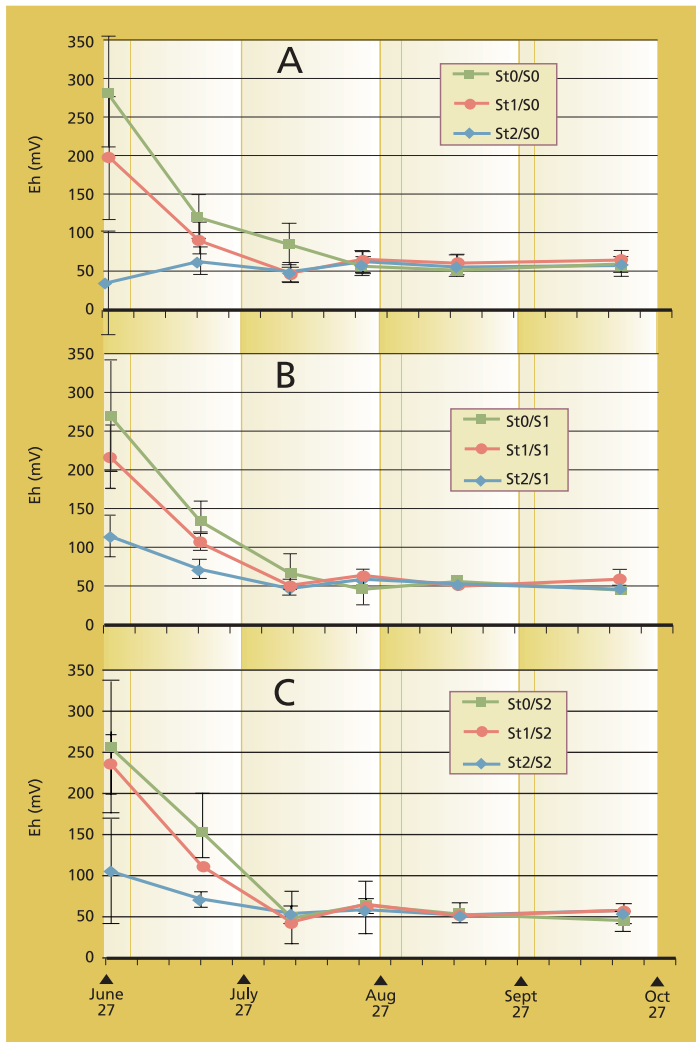 A
350
300
250
200
150
100
50
0
Eh (mV)
St0/S0
St1/S0
St2/S0
B
350
300
250
200
150
100
50
0
Eh (mV)
St0/S1
St1/S1
St2/S1
C
350
300
250
200
150
100
50
0
Eh (mV)
St0/S2
St1/S2
St2/S2
June
27
July
27
Aug
27
Sept
27
Oct
27